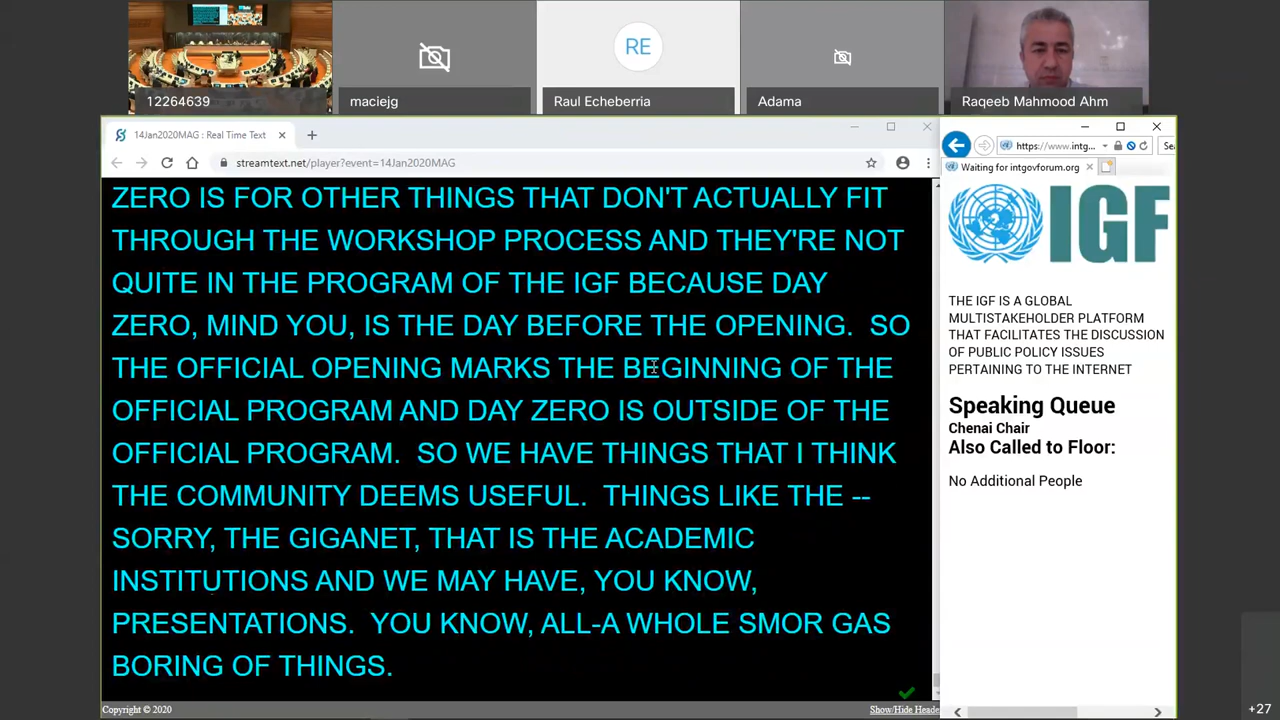 RE
12264639
maciejg
Raul Echeberria
Adama
Raqeeb Mahmood Ahm
14Jan2020MAG : Real Time Text
streamtext.net/player?event=14Jan2020MAG
ZERO IS FOR OTHER THINGS THAT DON'T ACTUALLY FIT
THROUGH THE WORKSHOP PROCESS AND THEY'RE NOT
QUITE IN THE PROGRAM OF THE IGF BECAUSE DAY
ZERO, MIND YOU, IS THE DAY BEFORE THE OPENING.  SO
THE OFFICIAL OPENING MARKS THE BEGINNING OF THE
OFFICIAL PROGRAM AND DAY ZERO IS OUTSIDE OF THE
OFFICIAL PROGRAM.  SO WE HAVE THINGS THAT I THINK
THE COMMUNITY DEEMS USEFUL.  THINGS LIKE THE --
SORRY, THE GIGANET, THAT IS THE ACADEMIC
INSTITUTIONS AND WE MAY HAVE, YOU KNOW,
PRESENTATIONS.  YOU KNOW, ALL-A WHOLE SMOR GAS
BORING OF THINGS.
Copyright © 2020
Show/Hide Heade
https://www.intg...
Sea
Waiting for intgovforum.org
IGF
THE IGF IS A GLOBAL
MULTISTAKEHOLDER PLATFORM
THAT FACILITATES THE DISCUSSION
OF PUBLIC POLICY ISSUES
PERTAINING TO THE INTERNET
Speaking Queue
Chenai Chair
Also Called to Floor:
No Additional People
+27